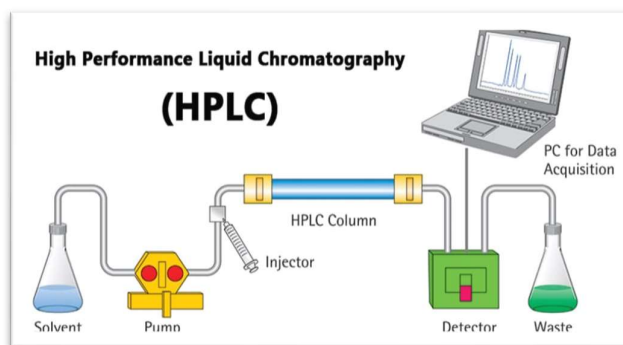 High Performance Liquid Chromatography
(HPLC)
PC for Data
Acquisition
HPLC Column
Injector
Solvent
Pump
Detector
Waste